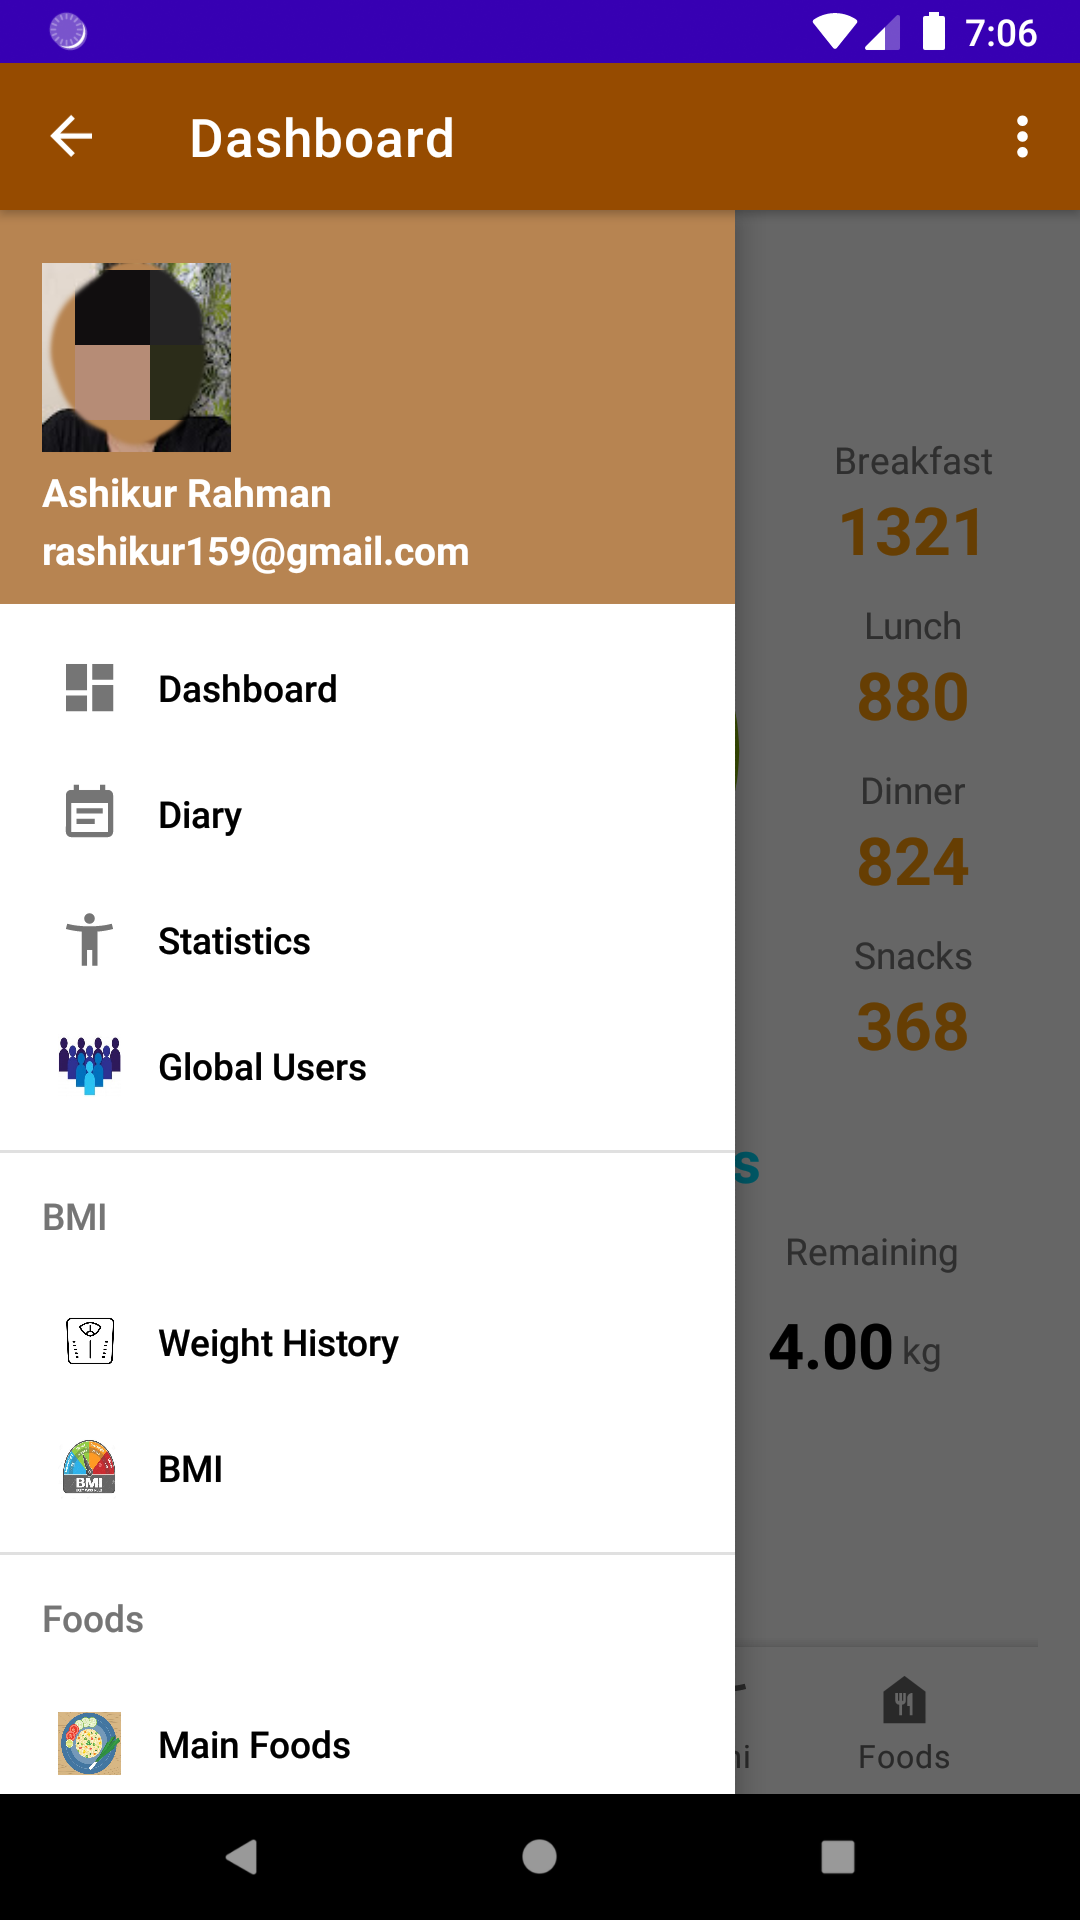 7:06
Dashboard
Ashikur Rahman
rashikur159@gmail.com
Dashboard
Diary
Statistics
Global Users
BMI
Weight History
BMI
BMI
Foods
Main Foods
Breakfast
1321
Lunch
880
Dinner
824
Snacks
368
s
Remaining
4.00 kg
ni
Foods